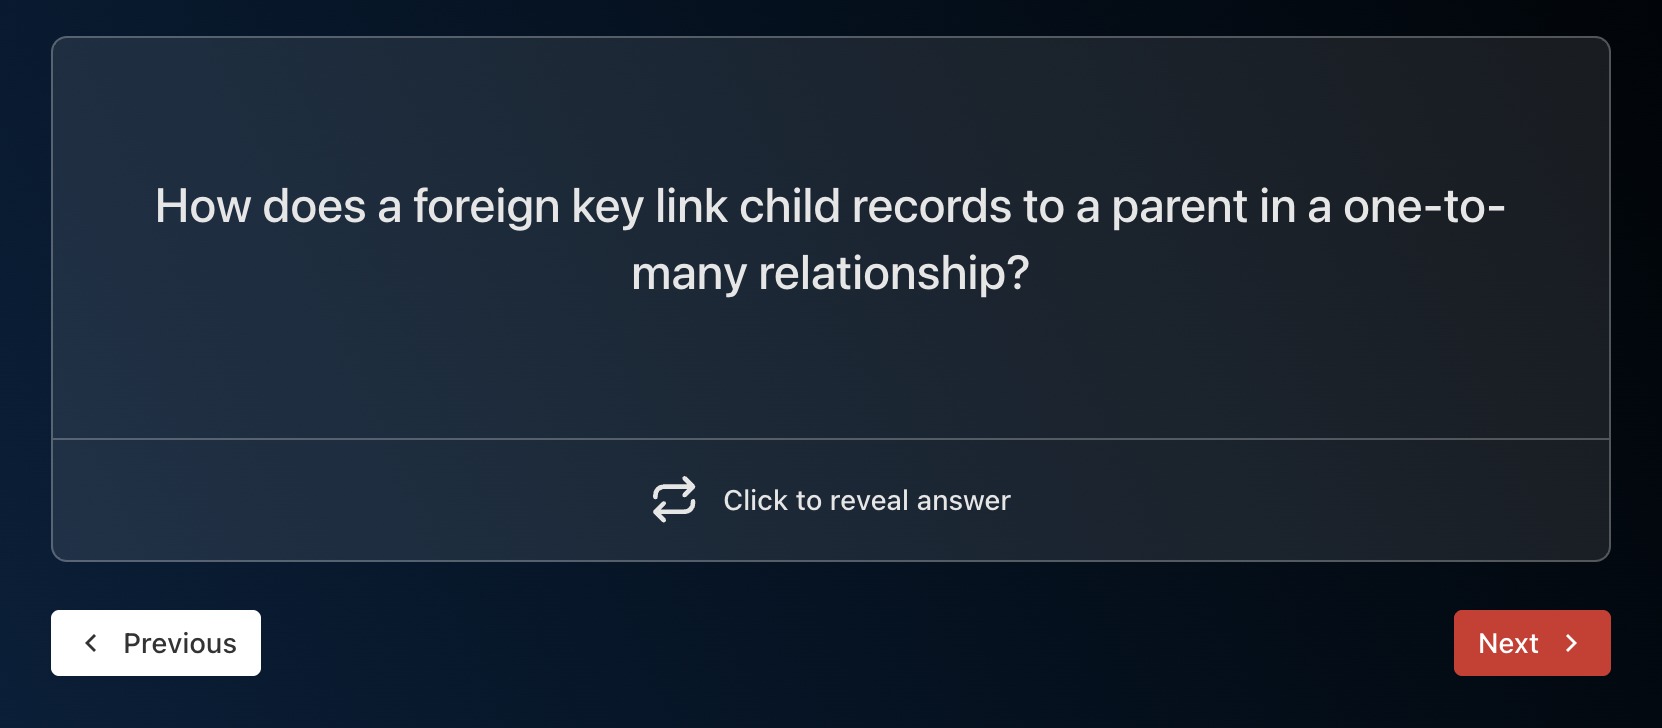 How does a foreign key link child records to a parent in a one-to-
many relationship?
Click to reveal answer
Previous
Next